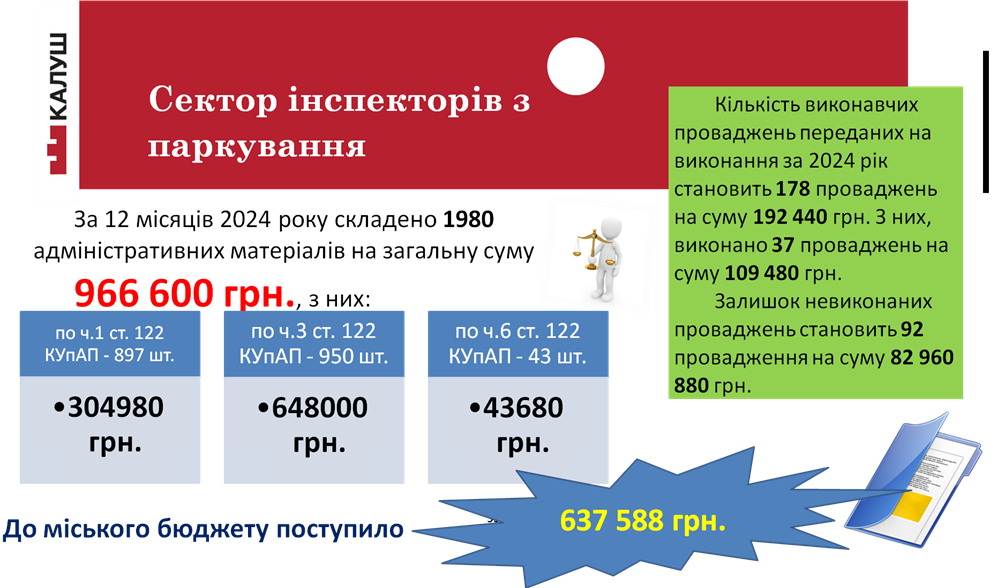 КАЛУШ
Сектор інспекторів з
паркування
За 12 місяців 2024 року складено 1980
адміністративних матеріалів на загальну суму
966 600 грн., з них:
по ч.1 ст. 122
КУпАП - 897 шт.
•304980
грн.
по ч.3 ст. 122
КУпАП - 950 шт.
•648000
грн.
по ч.6 ст. 122
КУпАП - 43 шт.
•43680
грн.
Кількість виконавчих
проваджень переданих на
виконання за 2024 рік
становить 178 проваджень
на суму 192 440 грн. З них,
виконано 37 проваджень на
суму 109 480 грн.
Залишок невиконаних
проваджень становить 92
провадження на суму 82 960
880 грн.
До міського бюджету поступило
637 588 грн.